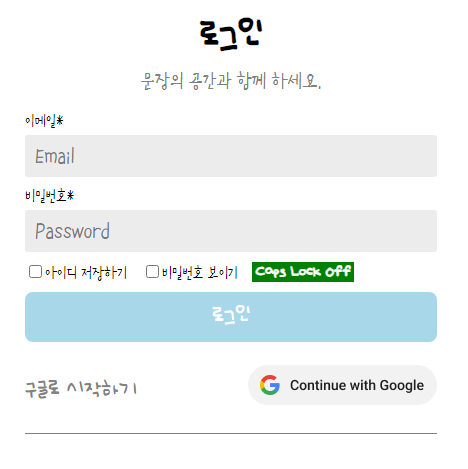 로그인
문장의 공간과 함께 하세요.
이메일*
Email
비밀번호*
Password
아이디 저장하기 비밀번호 보이기 Caps Lock Off
로그인
구글로 시작하기 Continue with Google